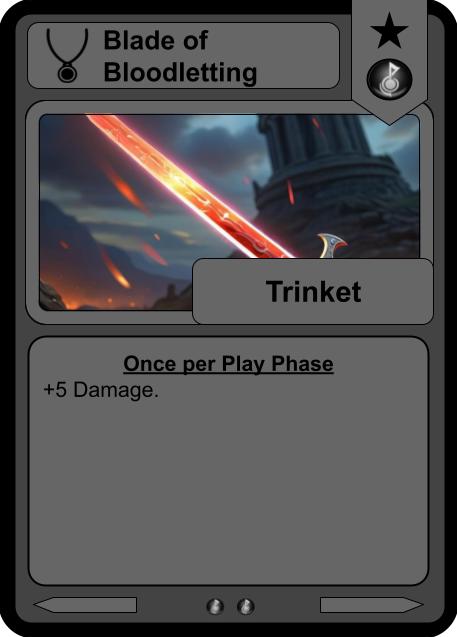 Blade of
Bloodletting
Trinket
Once per Play Phase
+5 Damage.